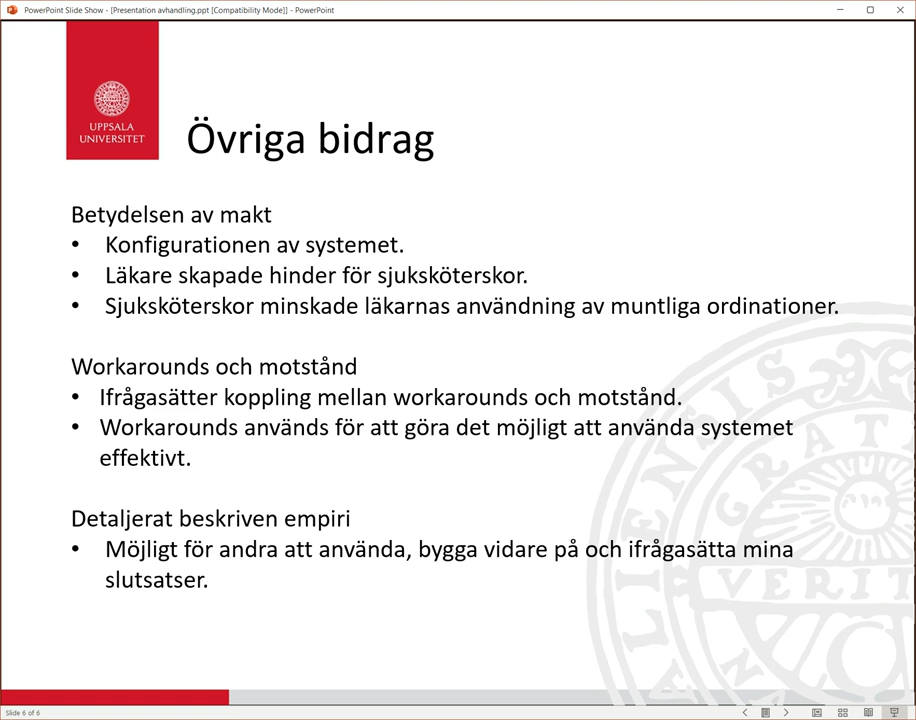 PowerPoint Slide Show - [Presentation avhandling.ppt [Compatibility Mode]] - PowerPoint
UPPSALA
UNIVERSITET
Övriga bidrag
Betydelsen av makt
• Konfigurationen av systemet.
• Läkare skapade hinder för sjuksköterskor.
• Sjuksköterskor minskade läkarnas användning av muntliga ordinationer.
Workarounds och motstånd
• Ifrågasätter koppling mellan workarounds och motstånd.
• Workarounds används för att göra det möjligt att använda systemet
effektivt.
Detaljerat beskriven empiri
• Möjligt för andra att använda, bygga vidare på och ifrågasätta mina
slutsatser.
GRATI
VERIT
Slide 6 of 6